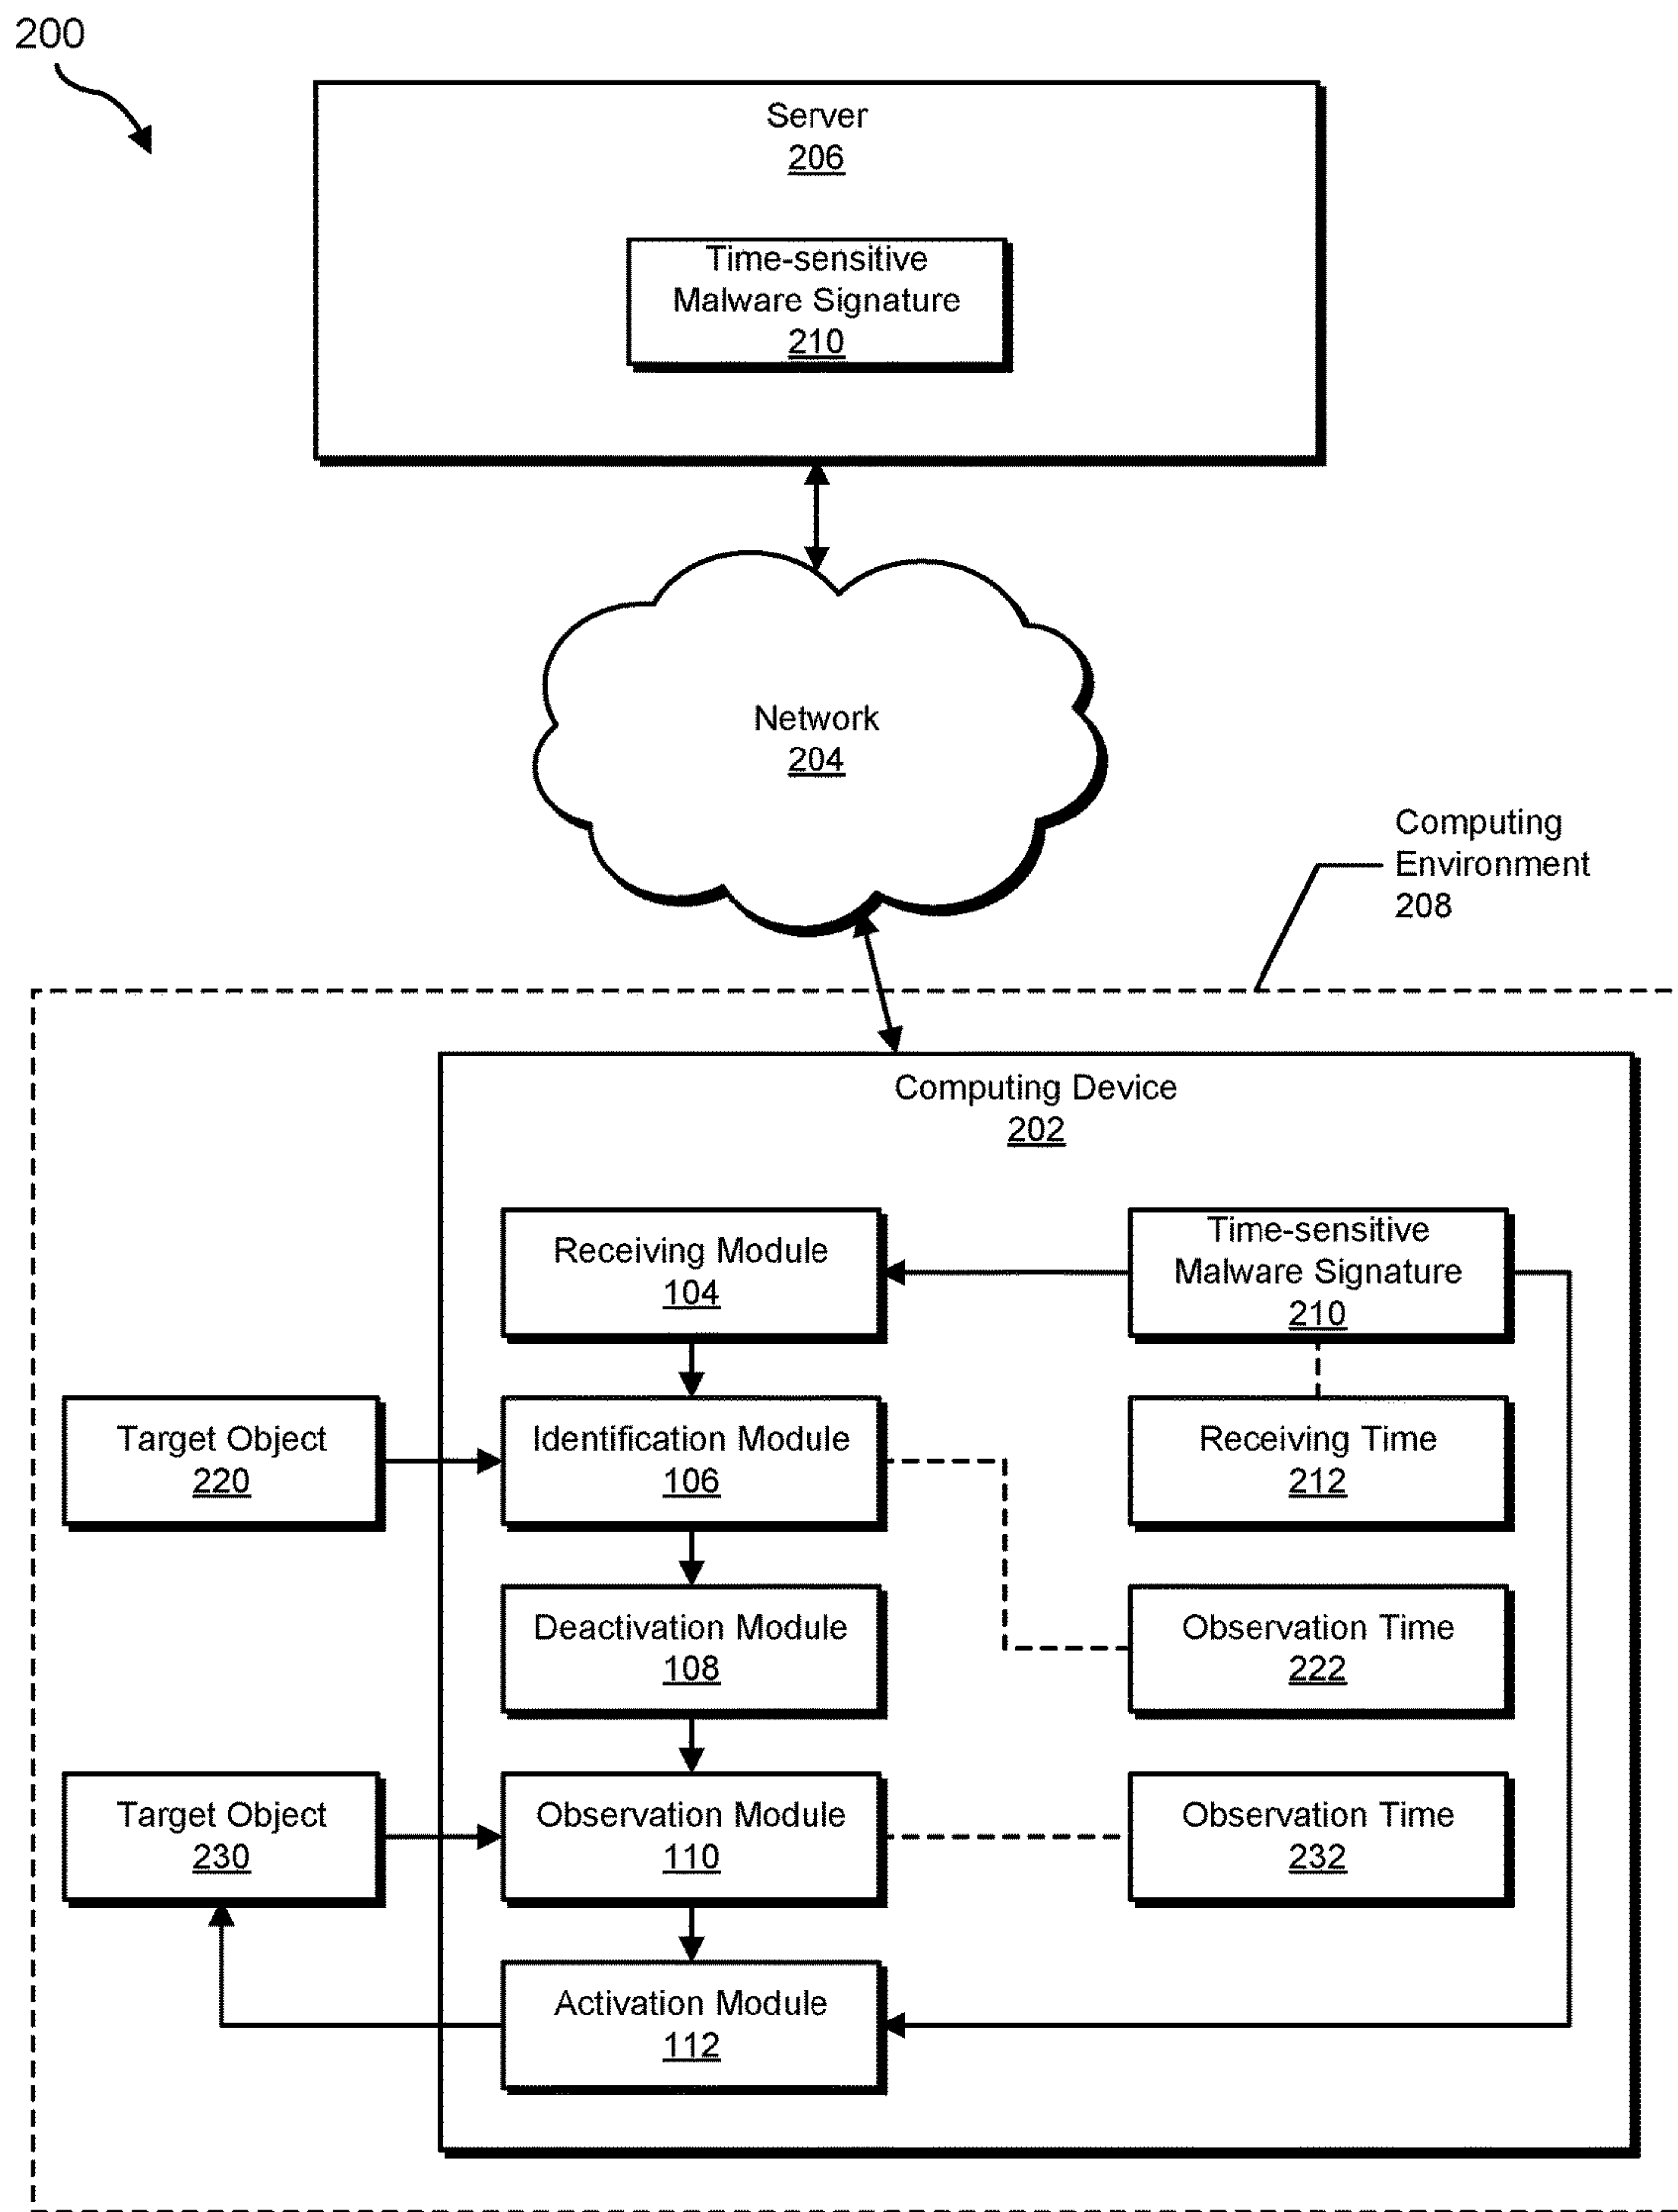 200
Server
206
Time-sensitive
Malware Signature
210
Network
204
Computing
Environment
208
Computing Device
202
Receiving Module
104
Time-sensitive
Malware Signature
210
Target Object
220
Identification Module
106
Receiving Time
212
Deactivation Module
108
Observation Time
222
Target Object
230
Observation Module
110
Observation Time
232
Activation Module
112